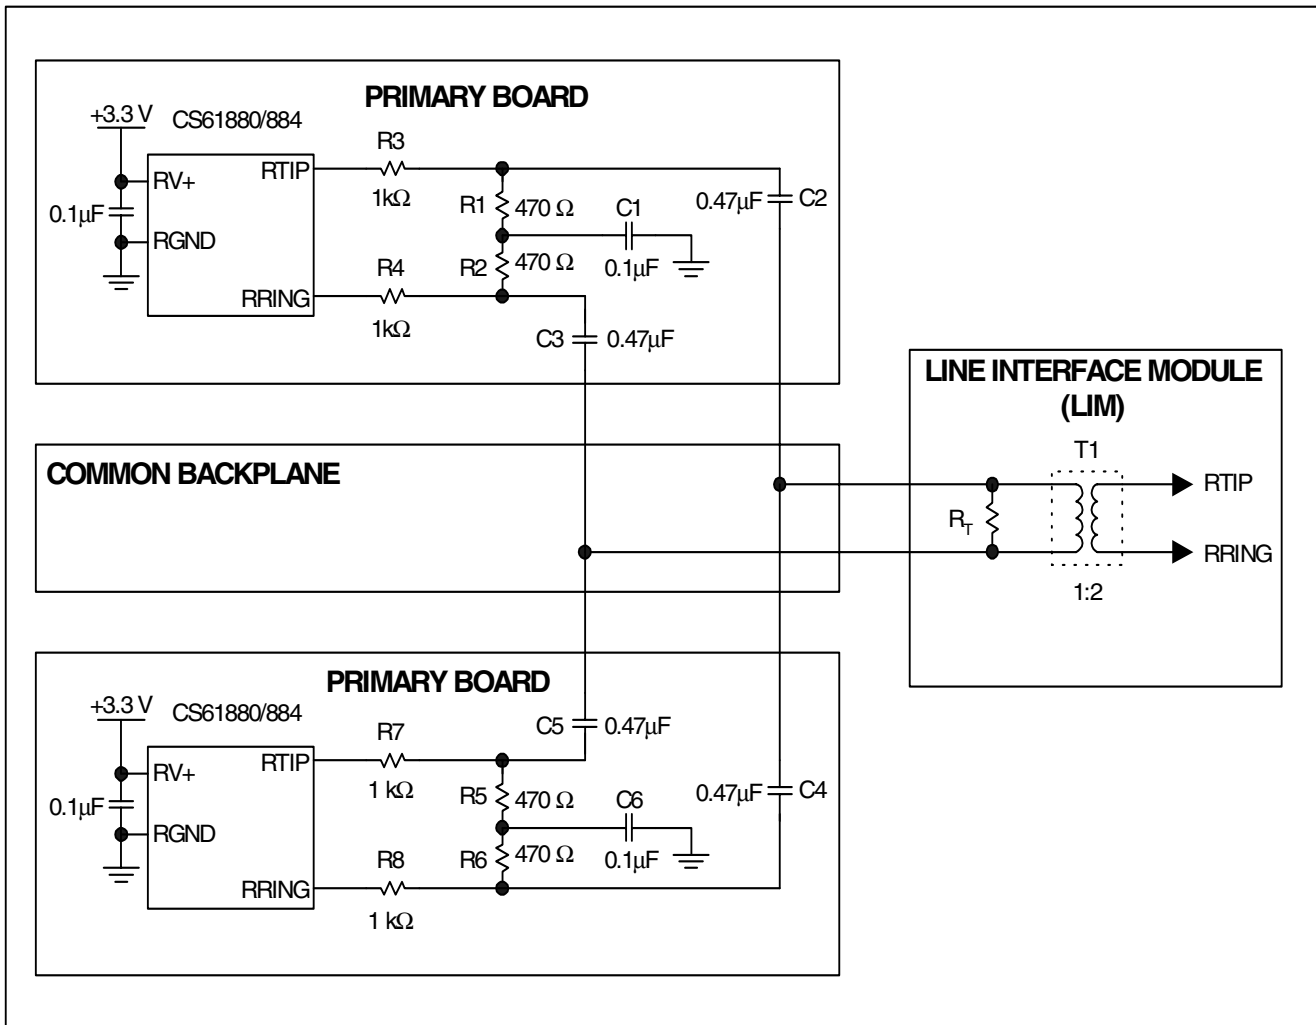 PRIMARY BOARD
+3.3 V
CS61880/884
RV+
RGND
0.1µF
RTIP
RRING
R3
1kΩ
R4
1kΩ
R1
470 Ω
R2
470 Ω
C1
0.1µF
0.47µF
C2
C3
0.47µF
COMMON BACKPLANE
LINE INTERFACE MODULE
(LIM)
T1
RT
1:2
RTIP
RRING
PRIMARY BOARD
+3.3 V
CS61880/884
RV+
RGND
0.1µF
RTIP
RRING
R7
1 kΩ
R8
1 kΩ
R5
470 Ω
R6
470 Ω
C6
0.1µF
C5
0.47µF
0.47µF
C4